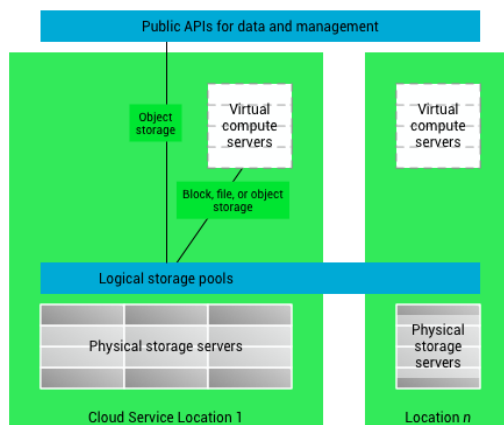 Public APIs for data and management
Object
storage
Virtual
compute
servers
Virtual
compute
servers
Block, file, or object
storage
Logical storage pools
Physical storage servers
Physical
storage
servers
Cloud Service Location 1
Location n